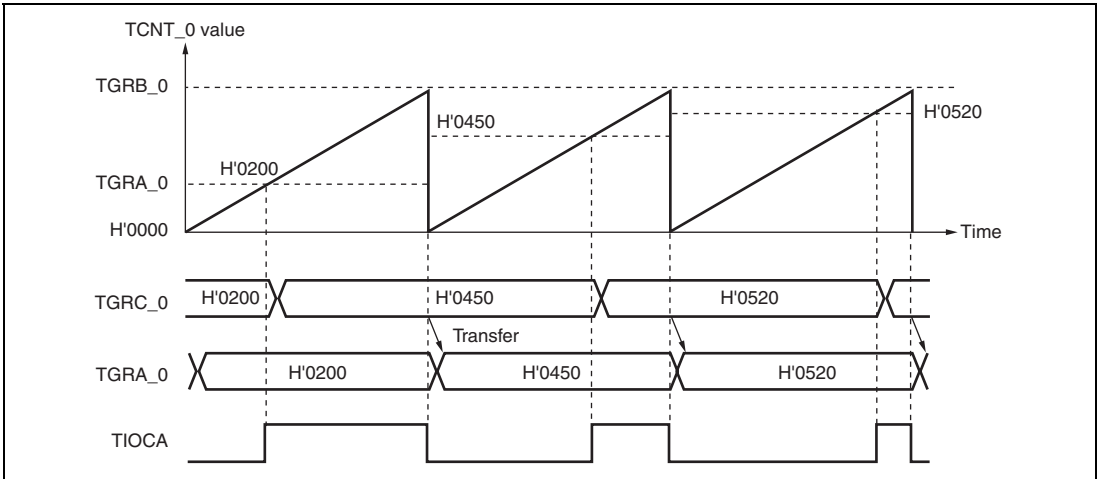 TCNT_0 value
TGRB_0
H'0520
H'0450
H'0200
TGRA_0
H'0000
Time
TGRC_0
H'0200
H'0450
H'0520
Transfer
TGRA_0
H'0200
H'0450
H'0520
TIOCA